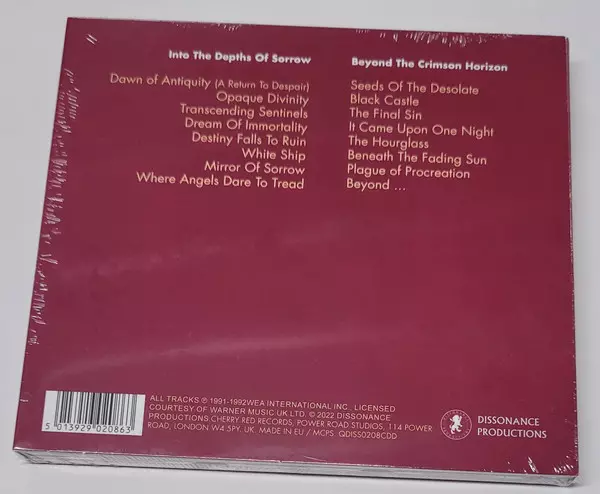 Into The Depths Of Sorrow
Dawn of Antiquity (A Return To Despair)
Opaque Divinity
Transcending Sentinels
Dream Of Immortality
Destiny Falls To Ruin
White Ship
Mirror Of Sorrow
Where Angels Dare To Tread
Beyond The Crimson Horizon
Seeds Of The Desolate
Black Castle
The Final Sin
It Came Upon One Night
The Hourglass
Beneath The Fading Sun
Plague of Procreation
Beyond ...
5 013929 020863
ALL TRACKS ℗ 1991-1992WEA INTERNATIONAL INC. LICENSED
COURTESY OF WARNER MUSIC UK LTD. © 2022 DISSONANCE
PRODUCTIONS CHERRY RED RECORDS, POWER ROAD STUDIOS, 114 POWER
ROAD, LONDON W4 5PY. UK. MADE IN EU / MCPS QDISS0208CDD
DISSONANCE
PRODUCTIONS